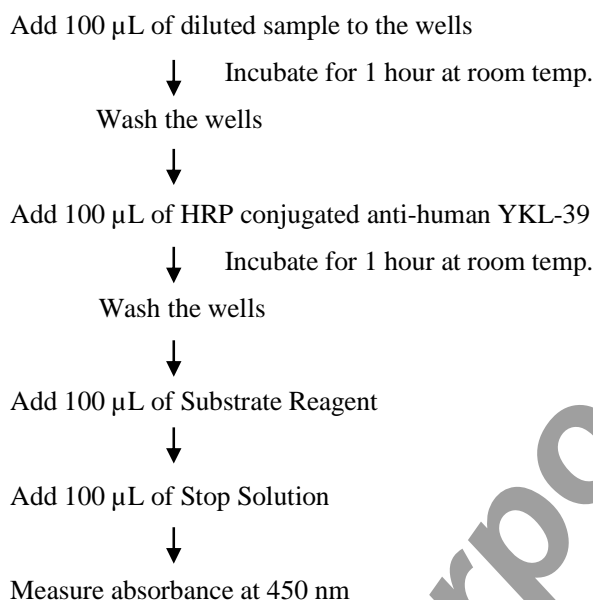 Add 100 µL of diluted sample to the wells
Incubate for 1 hour at room temp.
Wash the wells
Add 100 µL of HRP conjugated anti-human YKL-39
Incubate for 1 hour at room temp.
Wash the wells
Add 100 µL of Substrate Reagent
Add 100 µL of Stop Solution
Measure absorbance at 450 nm